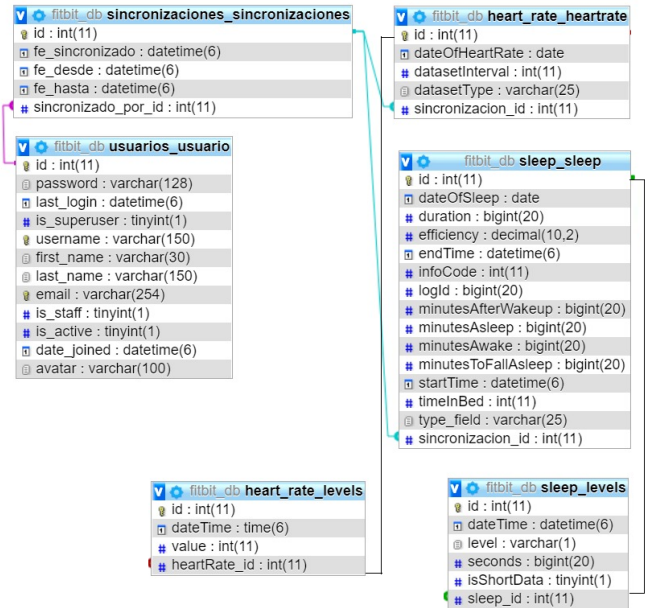 fitbit_db sincronizaciones_sincronizaciones
id : int(11)
fe_sincronizado : datetime(6)
fe_desde : datetime(6)
fe_hasta : datetime(6)
sincronizado_por_id : int(11)
fitbit_db usuarios_usuario
id : int(11)
password : varchar(128)
last_login : datetime(6)
is_superuser : tinyint(1)
username : varchar(150)
first_name : varchar(30)
last_name : varchar(150)
email : varchar(254)
is_staff : tinyint(1)
is_active : tinyint(1)
date_joined : datetime(6)
avatar : varchar(100)
fitbit_db heart_rate_heartrate
id : int(11)
dateOfHeartRate : date
datasetInterval : int(11)
datasetType : varchar(25)
sincronizacion_id : int(11)
fitbit_db sleep_sleep
id : int(11)
dateOfSleep : date
duration : bigint(20)
efficiency : decimal(10,2)
endTime : datetime(6)
infoCode : int(11)
logId : bigint(20)
minutesAfterWakeup : bigint(20)
minutesAsleep : bigint(20)
minutesAwake : bigint(20)
minutesToFallAsleep : bigint(20)
startTime : datetime(6)
timeInBed : int(11)
type_field : varchar(25)
sincronizacion_id : int(11)
fitbit_db heart_rate_levels
id : int(11)
dateTime : time(6)
value : int(11)
heartRate_id : int(11)
fitbit_db sleep_levels
id : int(11)
dateTime : datetime(6)
level : varchar(1)
seconds : bigint(20)
isShortData : tinyint(1)
sleep_id : int(11)